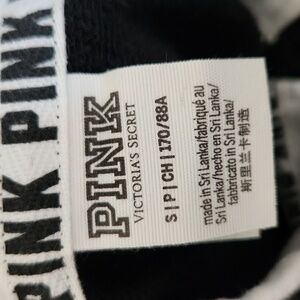 PINK PINK
PINK
VICTORIA'S SECRET
S|P|CH|170/88A
made in Sri Lanka/fabriqué au
Sri Lanka/hecho en Sri Lanka/
fabbricato in Sri Lanka/
斯里兰卡制造